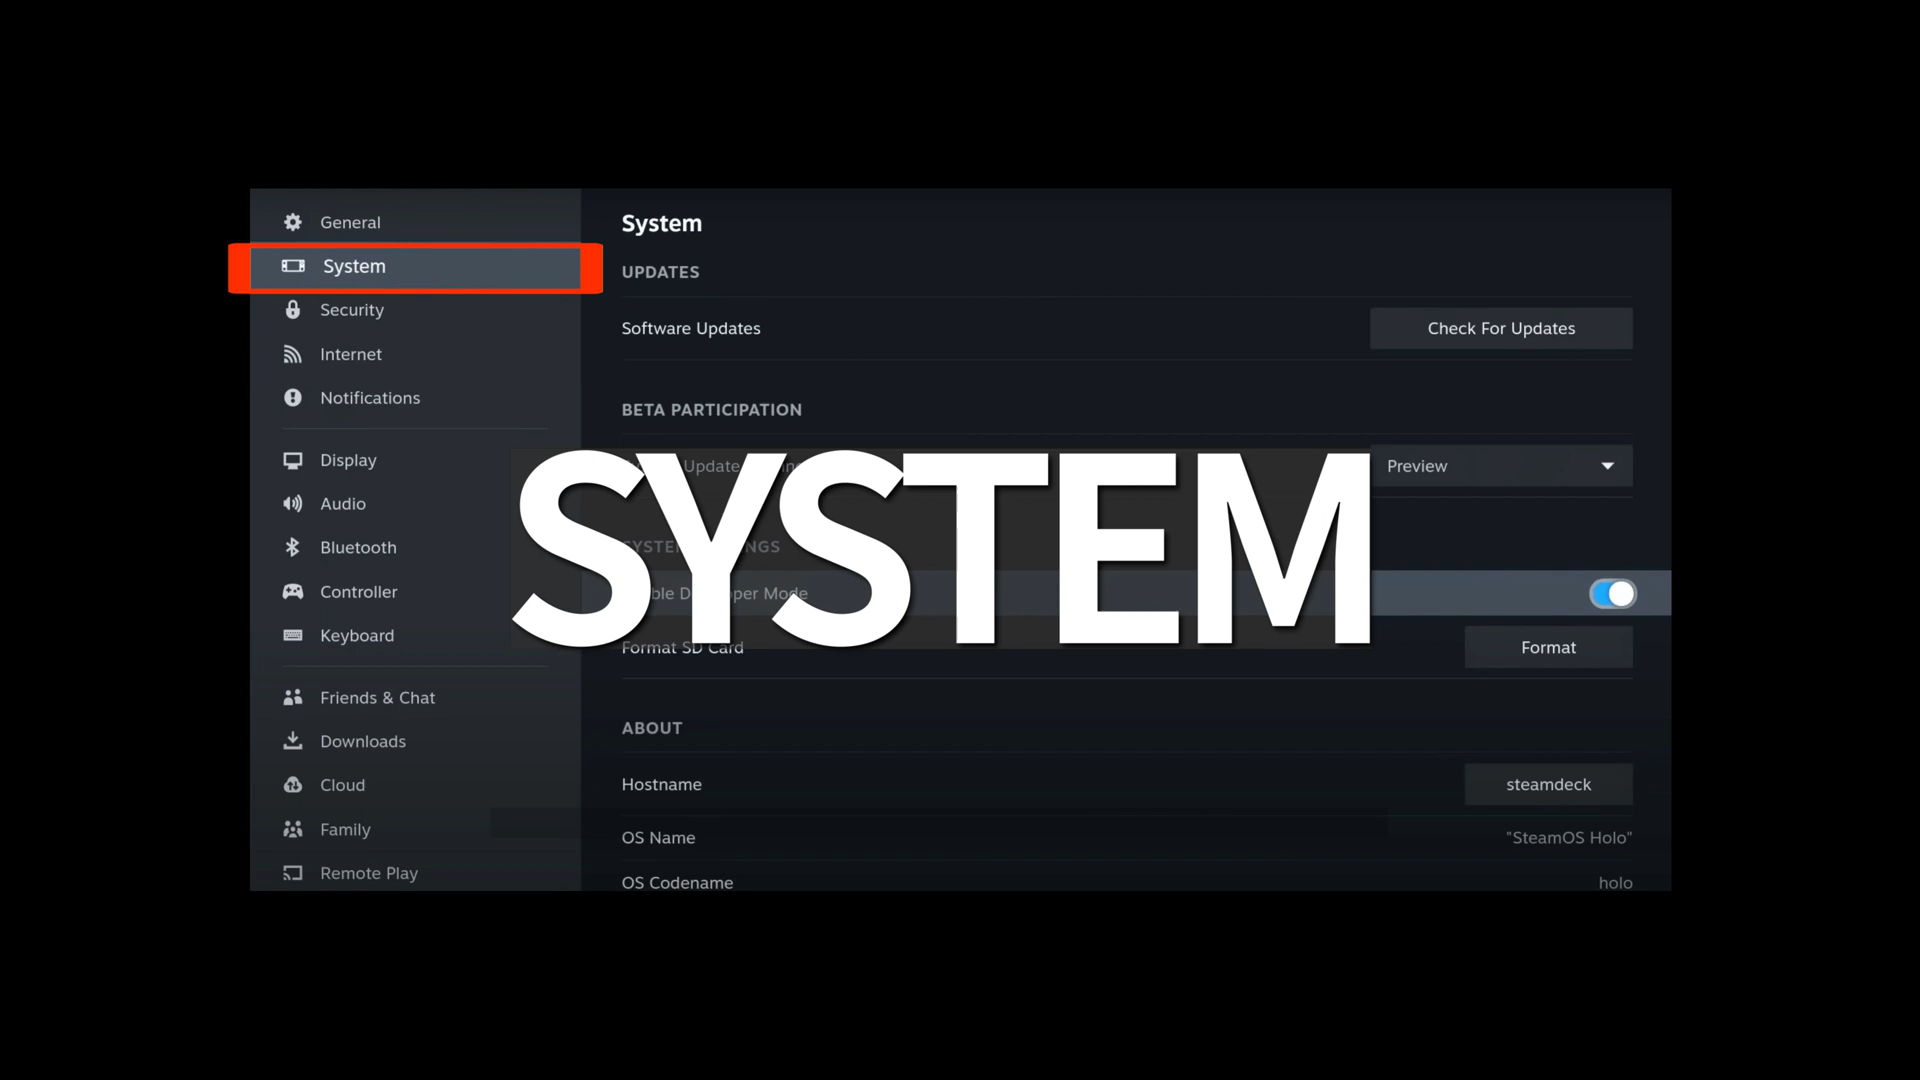 General
System
Security
Internet
Notifications
Display
Audio
Bluetooth
Controller
Keyboard
Friends & Chat
Downloads
Cloud
Family
Remote Play
System
UPDATES
Software Updates
Check For Updates
BETA PARTICIPATION
Update
Preview
SYSTEM
Mode
Format SD Card
Format
ABOUT
Hostname
steamdeck
OS Name
"SteamOS Holo"
OS Codename
holo